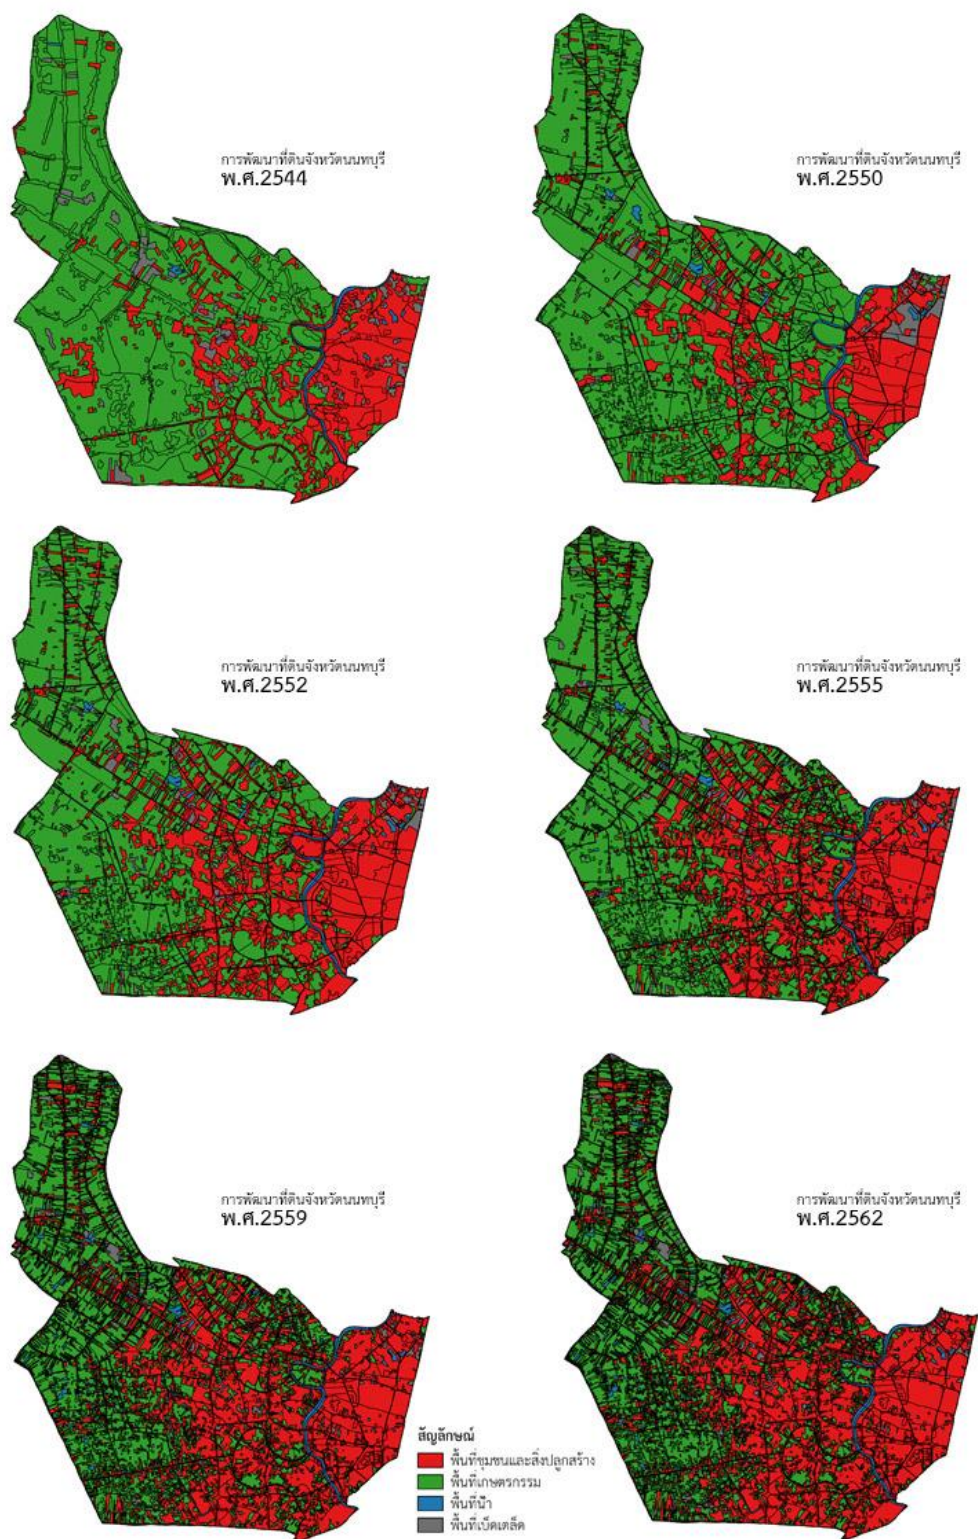 การพัฒนาที่ดินจังหวัดนนทบุรี
พ.ศ.2544
การพัฒนาที่ดินจังหวัดนนทบุรี
พ.ศ.2550
การพัฒนาที่ดินจังหวัดนนทบุรี
พ.ศ.2552
การพัฒนาที่ดินจังหวัดนนทบุรี
พ.ศ.2555
การพัฒนาที่ดินจังหวัดนนทบุรี
พ.ศ.2559
การพัฒนาที่ดินจังหวัดนนทบุรี
พ.ศ.2562
สัญลักษณ์
พื้นที่ชุมชนและสิ่งปลูกสร้าง
พื้นที่เกษตรกรรม
พื้นที่น้ำ
พื้นที่เบ็ดเตล็ด